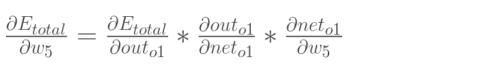 ∂E_total/∂w_5 = ∂E_total/∂out_o1 * ∂out_o1/∂net_o1 * ∂net_o1/∂w_5